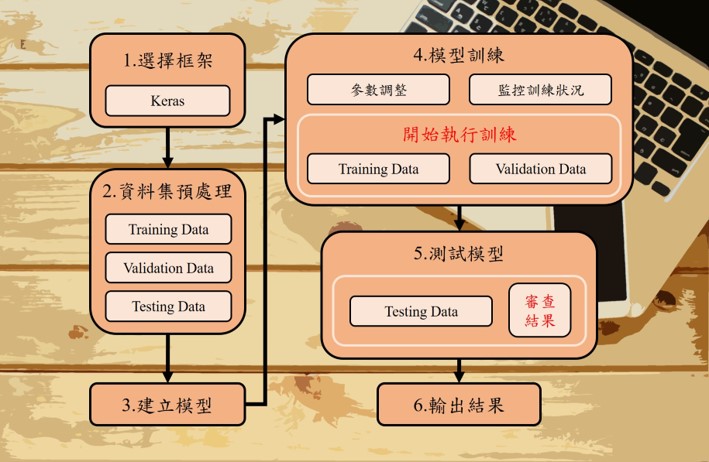 1.選擇框架
Keras
2.資料集預處理
Training Data
Validation Data
Testing Data
3.建立模型
4.模型訓練
參數調整
監控訓練狀況
開始執行訓練
Training Data
Validation Data
5.測試模型
Testing Data
審查
結果
6.輸出結果